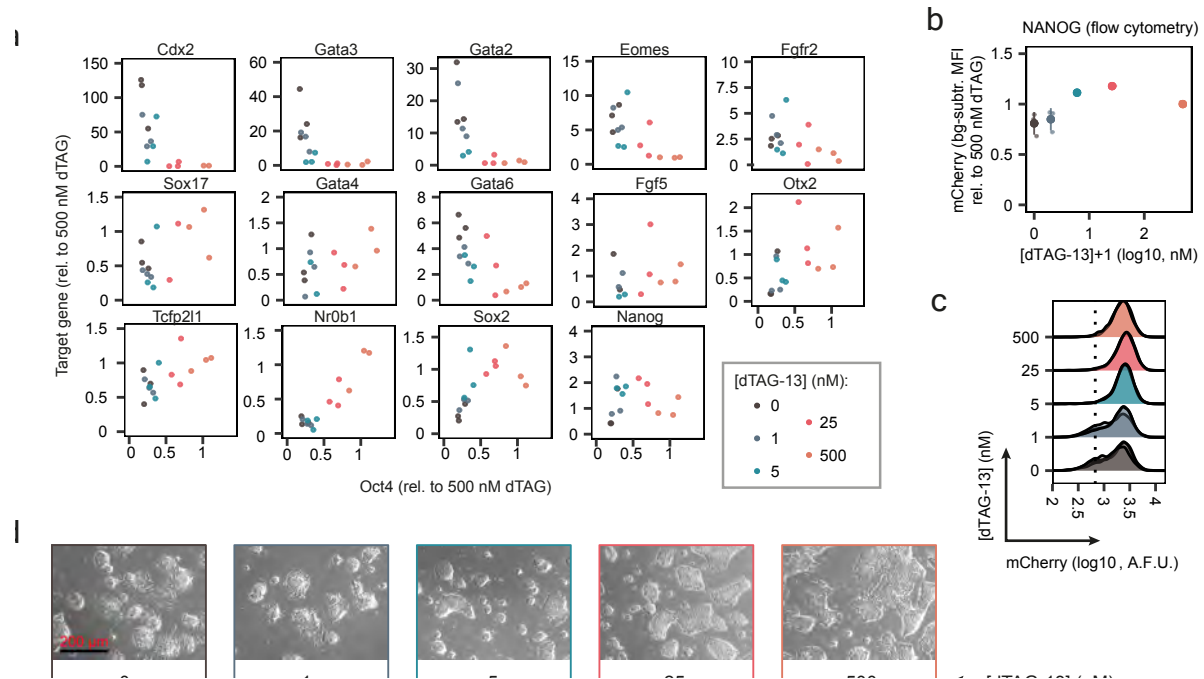 b
NANOG (flow cytometry)
mCherry (bg-subtr. MFI
rel. to 500 nM dTAG)
1.5
1
0.5
0
0
1
2
[dTAG-13]+1 (log10, nM)
Target gene (rel. to 500 nM dTAG)
Cdx2
150
100
50
0
Gata3
60
40
20
0
Gata2
30
20
10
0
Eomes
15
10
5
0
Fgfr2
10
7.5
5
2.5
0
Sox17
1.5
1
0.5
0
Gata4
2
1.5
1
0.5
0
Gata6
8
6
4
2
0
Fgf5
4
3
2
1
0
Otx2
2
1.5
1
0.5
0
0 0.5 1
Tcfp2l1
1.5
1
0.5
0
0 0.5 1
Nr0b1
1.5
1
0.5
0
0 0.5 1
Sox2
1.5
1
0.5
0
0 0.5 1
Nanog
4
3
2
1
0
0 0.5 1
Oct4 (rel. to 500 nM dTAG)
[dTAG-13] (nM):
0
1
5
25
500
c
[dTAG-13] (nM)
500
25
5
1
0
2
2.5
3
3.5
4
mCherry (log10, A.F.U.)
200 µm